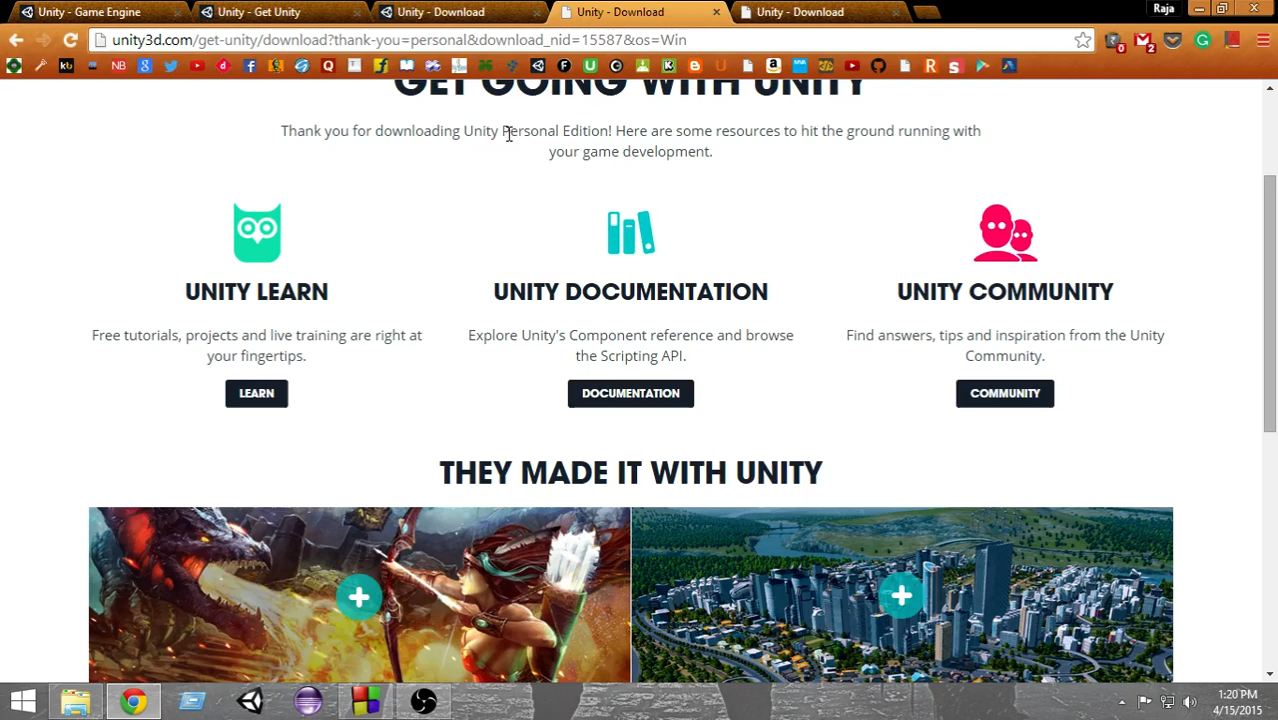 Unity - Game Engine
Unity - Get Unity
Unity - Download
Unity - Download
Unity - Download
Raja
unity3d.com/get-unity/download?thank-you=personal&download_nid=15587&os=Win
GET GOING WITH UNITY
Thank you for downloading Unity Personal Edition! Here are some resources to hit the ground running with
your game development.
UNITY LEARN
Free tutorials, projects and live training are right at
your fingertips.
LEARN
UNITY DOCUMENTATION
Explore Unity's Component reference and browse
the Scripting API.
DOCUMENTATION
UNITY COMMUNITY
Find answers, tips and inspiration from the Unity
Community.
COMMUNITY
THEY MADE IT WITH UNITY
1:20 PM
4/15/2015